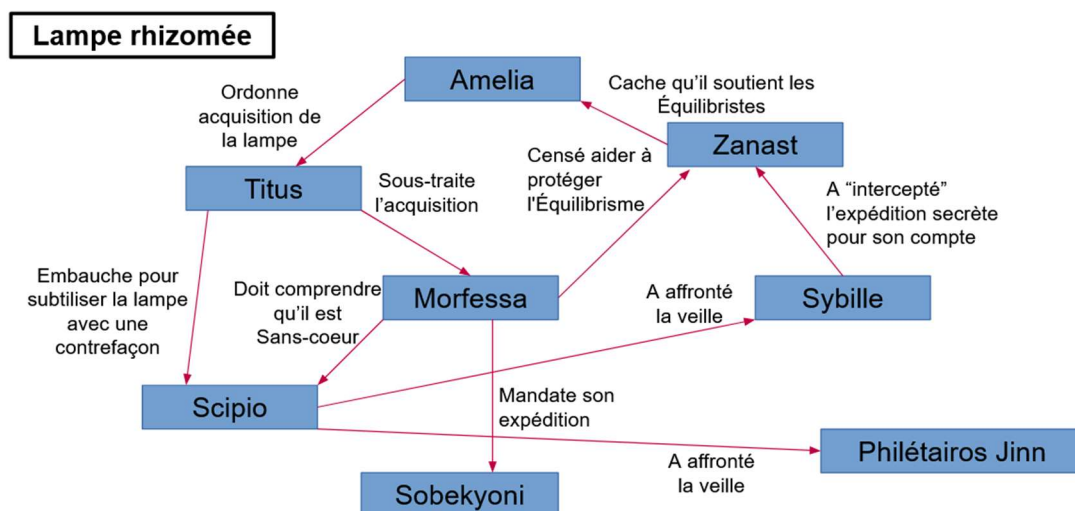 Lampe rhizomée
Amelia
Cache qu'il soutient les
Équilibristes
Ordonne
acquisition de
la lampe
Zanast
Censé aider à
protéger
l'Équilibrisme
Titus
Sous-traite
l'acquisition
A "intercepté"
l'expédition secrète
pour son compte
Embauche pour
subtiliser la lampe
avec une
contrefaçon
Doit comprendre
qu'il est
Sans-coeur
Morfessa
A affronté
la veille
Sybille
Scipio
Mandate son
expédition
Philétairos Jinn
A affronté
la veille
Sobekyoni